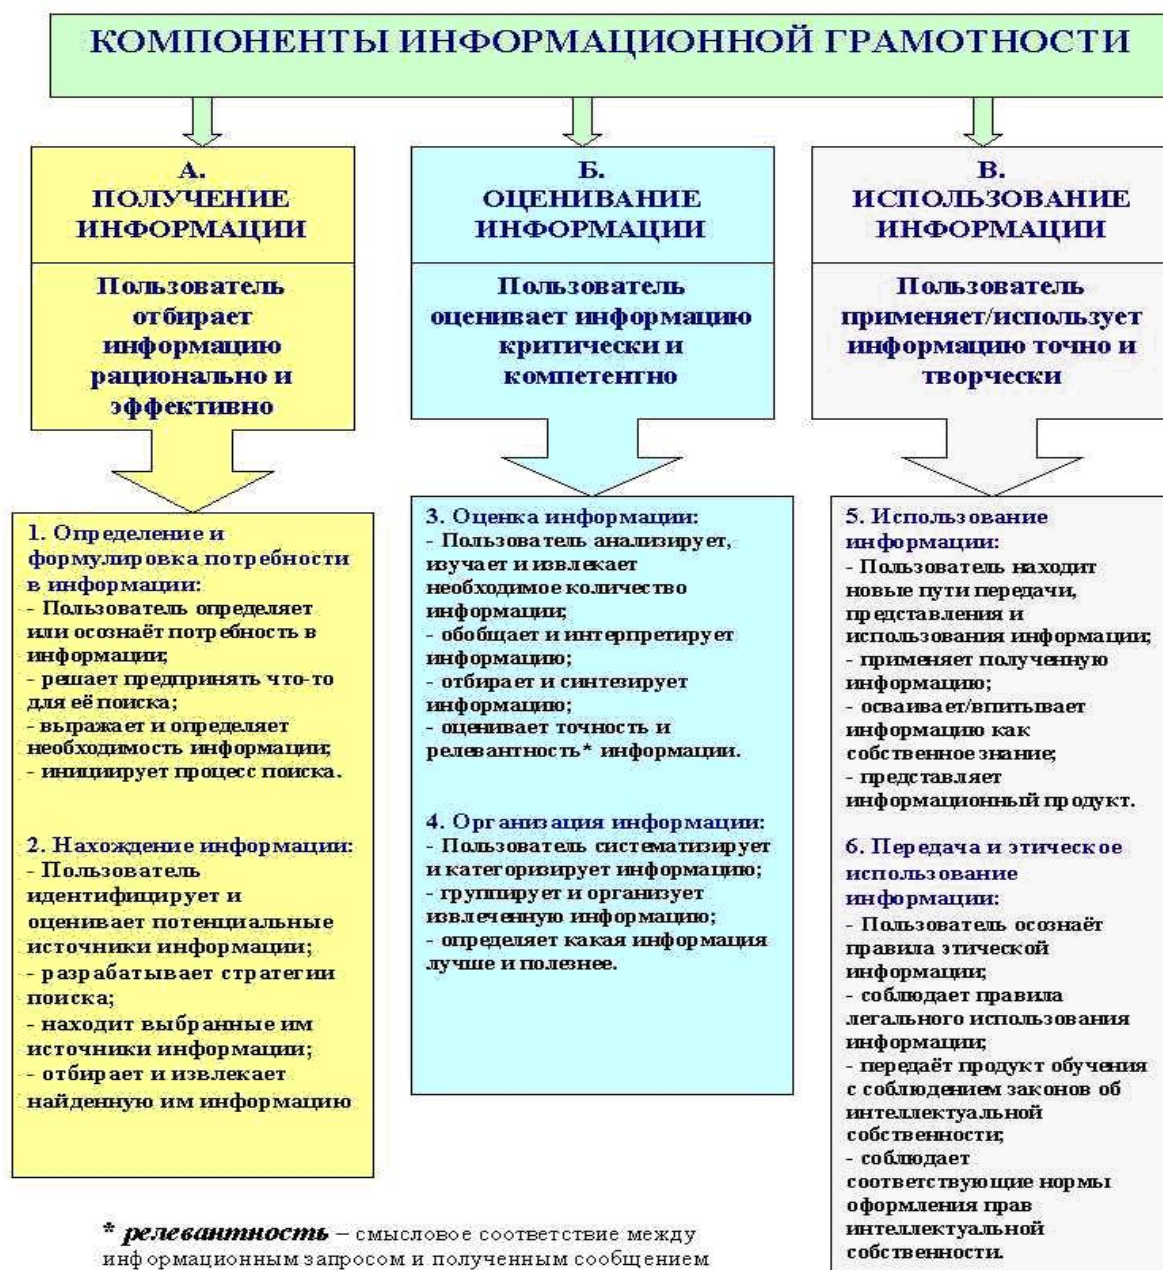 КОМПОНЕНТЫ ИНФОРМАЦИОННОЙ ГРАМОТНОСТИ
А.
ПОЛУЧЕНИЕ
ИНФОРМАЦИИ
Пользователь
отбирает
информацию
рационально и
эффективно
1. Определение и
формулировка потребности
в информации:
- Пользователь определяет
или осознаёт потребность в
информации;
- решает предпринять что-то
для её поиска;
- выражает и определяет
необходимость информации;
- инициирует процесс поиска.
2. Нахождение информации:
- Пользователь
идентифицирует и
оценивает потенциальные
источники информации;
- разрабатывает стратегии
поиска;
- находит выбранные им
источники информации;
- отбирает и извлекает
найденную им информацию
Б.
ОЦЕНИВАНИЕ
ИНФОРМАЦИИ
Пользователь
оценивает информацию
критически и
компетентно
3. Оценка информации:
- Пользователь анализирует,
изучает и извлекает
необходимое количество
информации;
- обобщает и интерпретирует
информацию;
- отбирает и синтезирует
информацию;
- оценивает точность и
релевантность* информации.
4. Организация информации:
- Пользователь систематизирует
и категоризирует информацию;
- группирует и организует
извлеченную информацию;
- определяет какая информация
лучше и полезнее.
В.
ИСПОЛЬЗОВАНИЕ
ИНФОРМАЦИИ
Пользователь
применяет/использует
информацию точно и
творчески
5. Использование
информации:
- Пользователь находит
новые пути передачи,
представления и
использования информации;
- применяет полученную
информацию;
- осваивает/впитывает
информацию как
собственное знание;
- представляет
информационный продукт.
6. Передача и этическое
использование
информации:
- Пользователь осознаёт
правила этической
информации;
- соблюдает правила
легального использования
информации;
- передаёт продукт обучения
с соблюдением законов об
интеллектуальной
собственности;
- соблюдает
соответствующие нормы
оформления прав
интеллектуальной
собственности.
* релевантность – смысловое соответствие между
информационным запросом и полученным сообщением